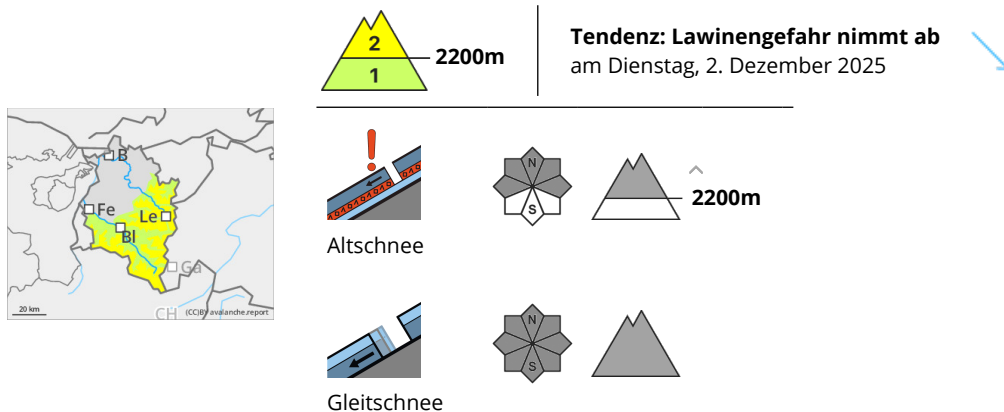 2
1
2200m
Tendenz: Lawinengefahr nimmt ab
am Dienstag, 2. Dezember 2025
B
Fe
Le
Bl
Ga
20 km
CH
(CC)BY avalanche.report
N
S
2200m
Altschnee
N
S
Gleitschnee